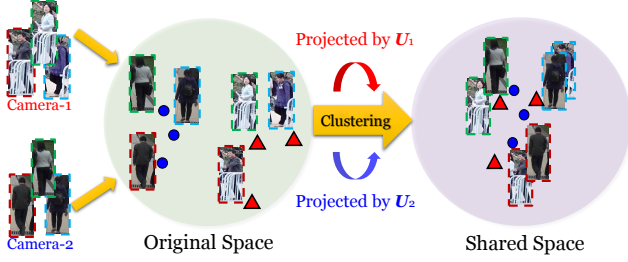 Camera-1
Projected by U1
Clustering
Camera-2
Projected by U2
Original Space
Shared Space